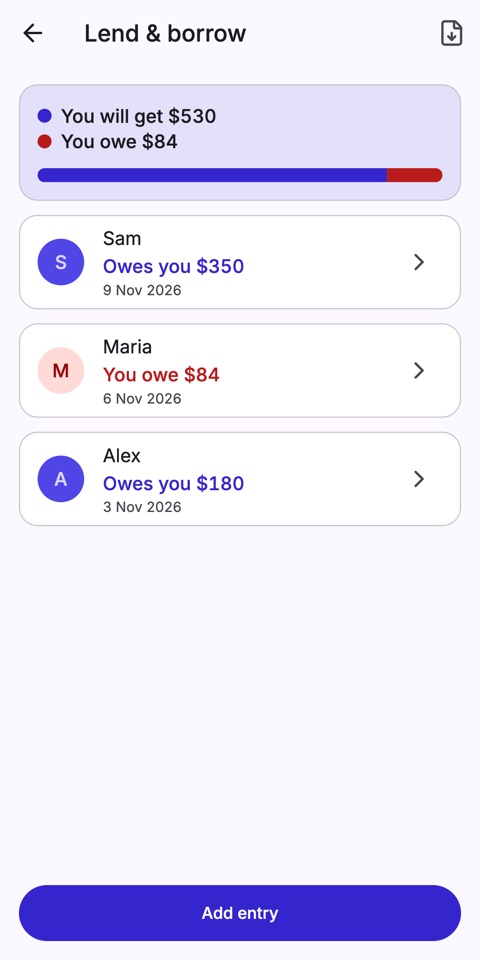 Lend & borrow
You will get $530
You owe $84
S
Sam
Owes you $350
9 Nov 2026
M
Maria
You owe $84
6 Nov 2026
A
Alex
Owes you $180
3 Nov 2026
Add entry